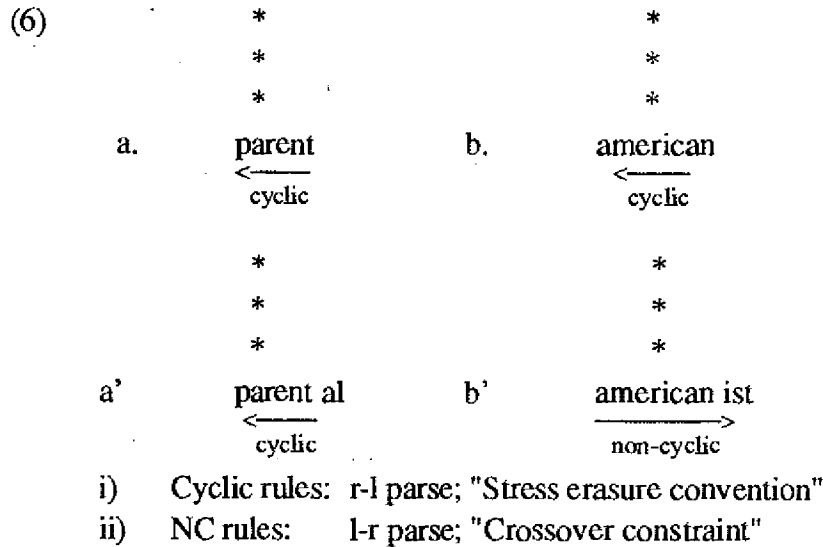 (6)
* *
* *
* *
a. parent b. american
cyclic cyclic
* *
* *
* *
a' parent al b' american ist
cyclic non-cyclic
i) Cyclic rules: r-l parse; "Stress erasure convention"
ii) NC rules: l-r parse; "Crossover constraint"